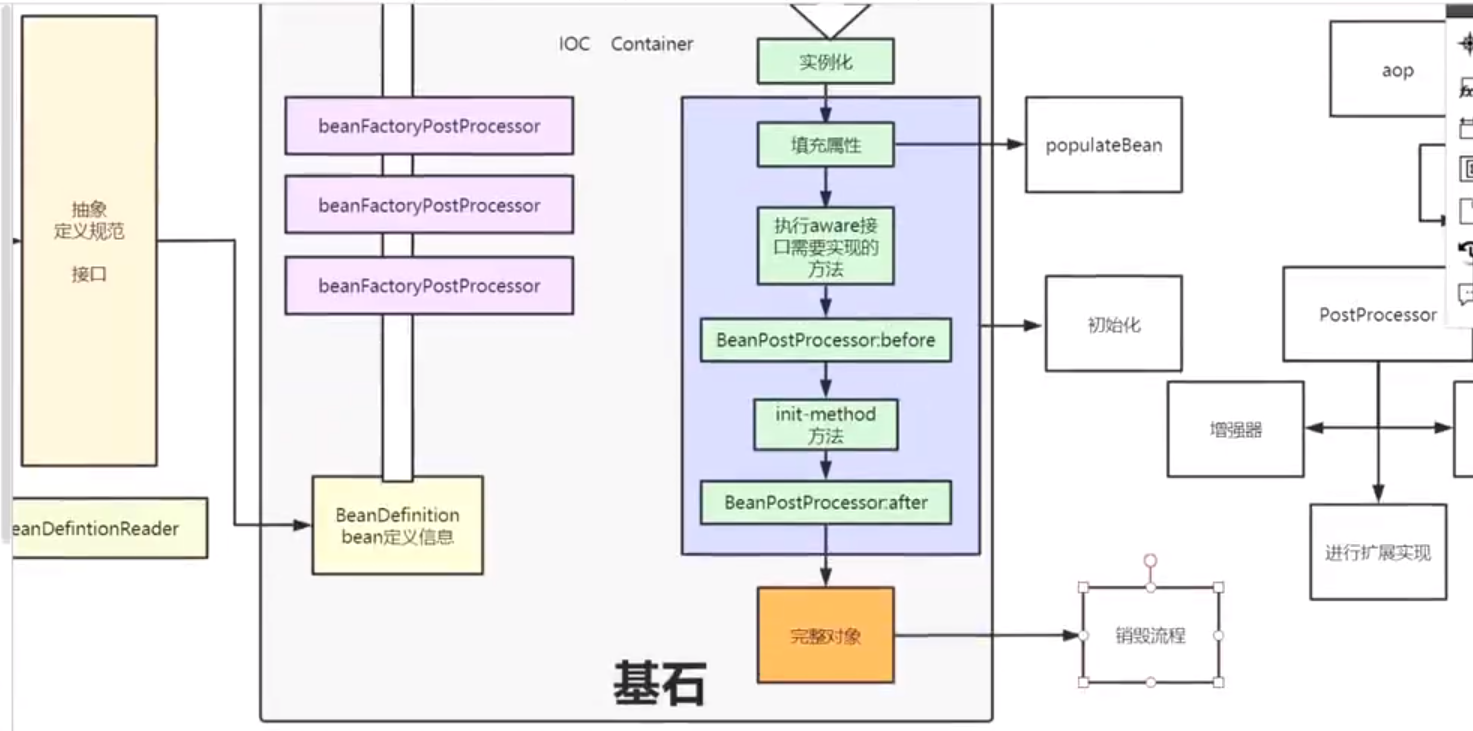 IOC Container
实例化
aop
beanFactoryPostProcessor
填充属性
populateBean
抽象
定义规范
接口
beanFactoryPostProcessor
执行aware接
口需要实现的
方法
beanFactoryPostProcessor
BeanPostProcessor:before
初始化
PostProcessor
init-method
方法
增强器
BeanPostProcessor:after
eanDefintionReader
BeanDefinition
bean定义信息
进行扩展实现
完整对象
销毁流程
基石